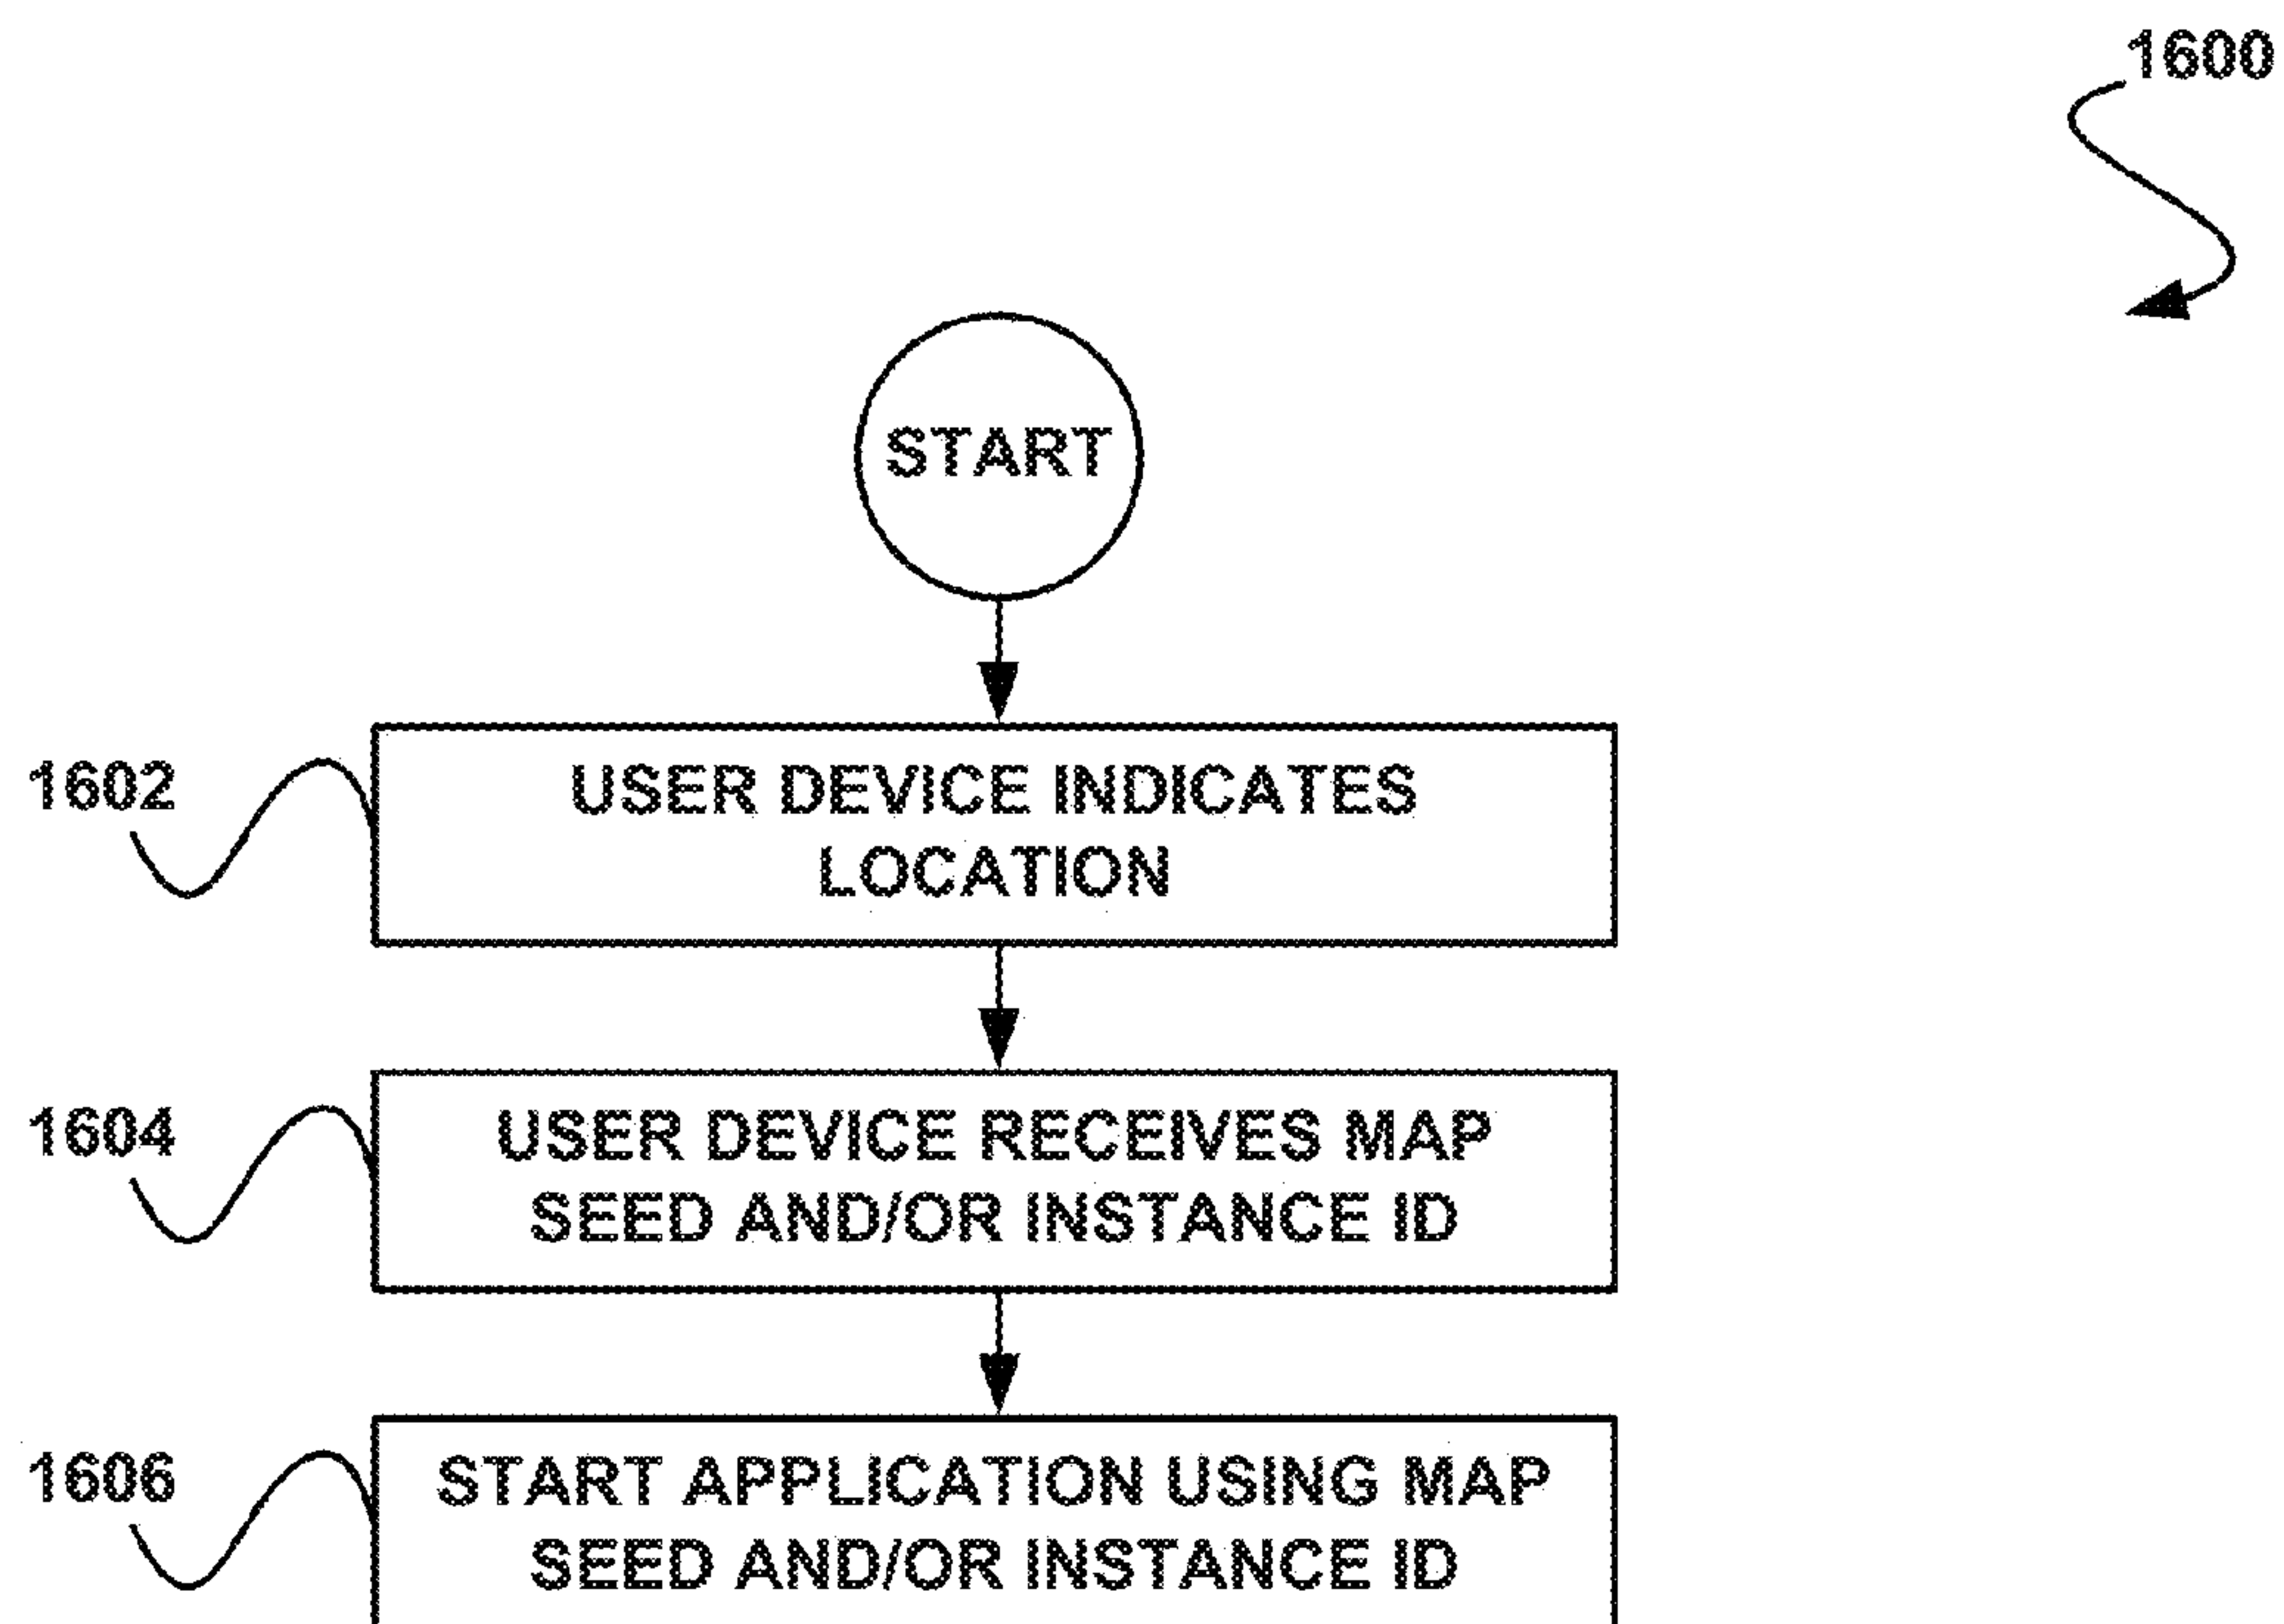 1600
START
1602
USER DEVICE INDICATES
LOCATION
1604
USER DEVICE RECEIVES MAP
SEED AND/OR INSTANCE ID
1606
START APPLICATION USING MAP
SEED AND/OR INSTANCE ID